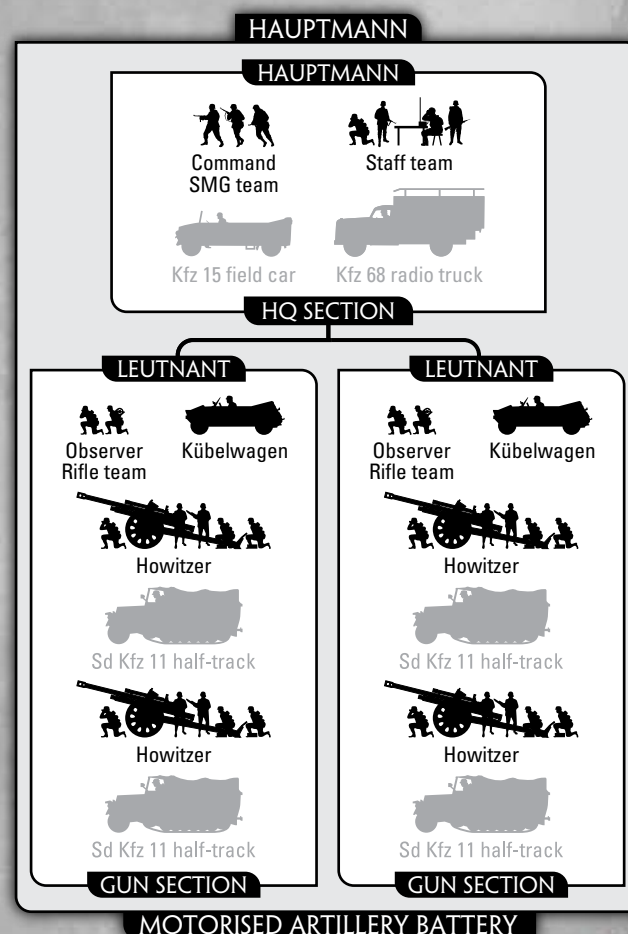 HAUPTMANN
HAUPTMANN
Command
SMG team
Staff team
Kfz 15 field car
Kfz 68 radio truck
HQ SECTION
LEUTNANT
Observer
Rifle team
Kübelwagen
Howitzer
Sd Kfz 11 half-track
Howitzer
Sd Kfz 11 half-track
GUN SECTION
LEUTNANT
Observer
Rifle team
Kübelwagen
Howitzer
Sd Kfz 11 half-track
Howitzer
Sd Kfz 11 half-track
GUN SECTION
MOTORISED ARTILLERY BATTERY